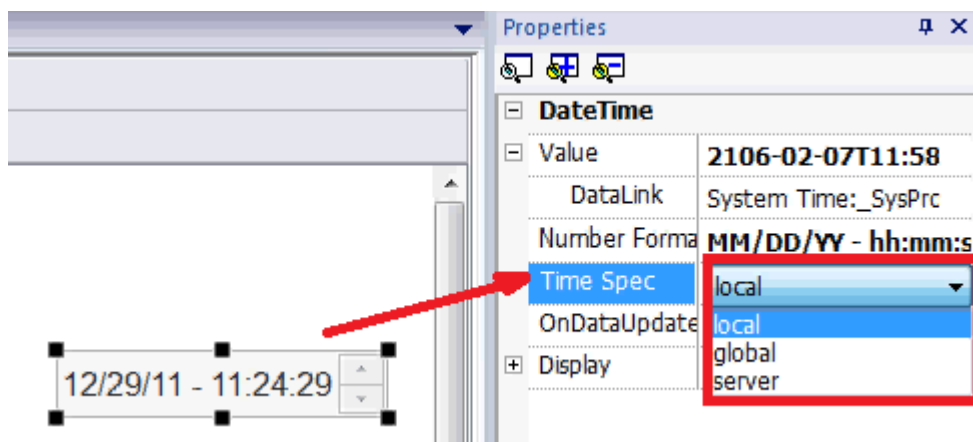 Properties
DateTime
Value 2106-02-07T11:58
DataLink System Time:_SysPrc
Number Forma MM/DD/YY - hh:mm:s
Time Spec local
local
OnDataUpdate
global
Display
server
12/29/11 - 11:24:29